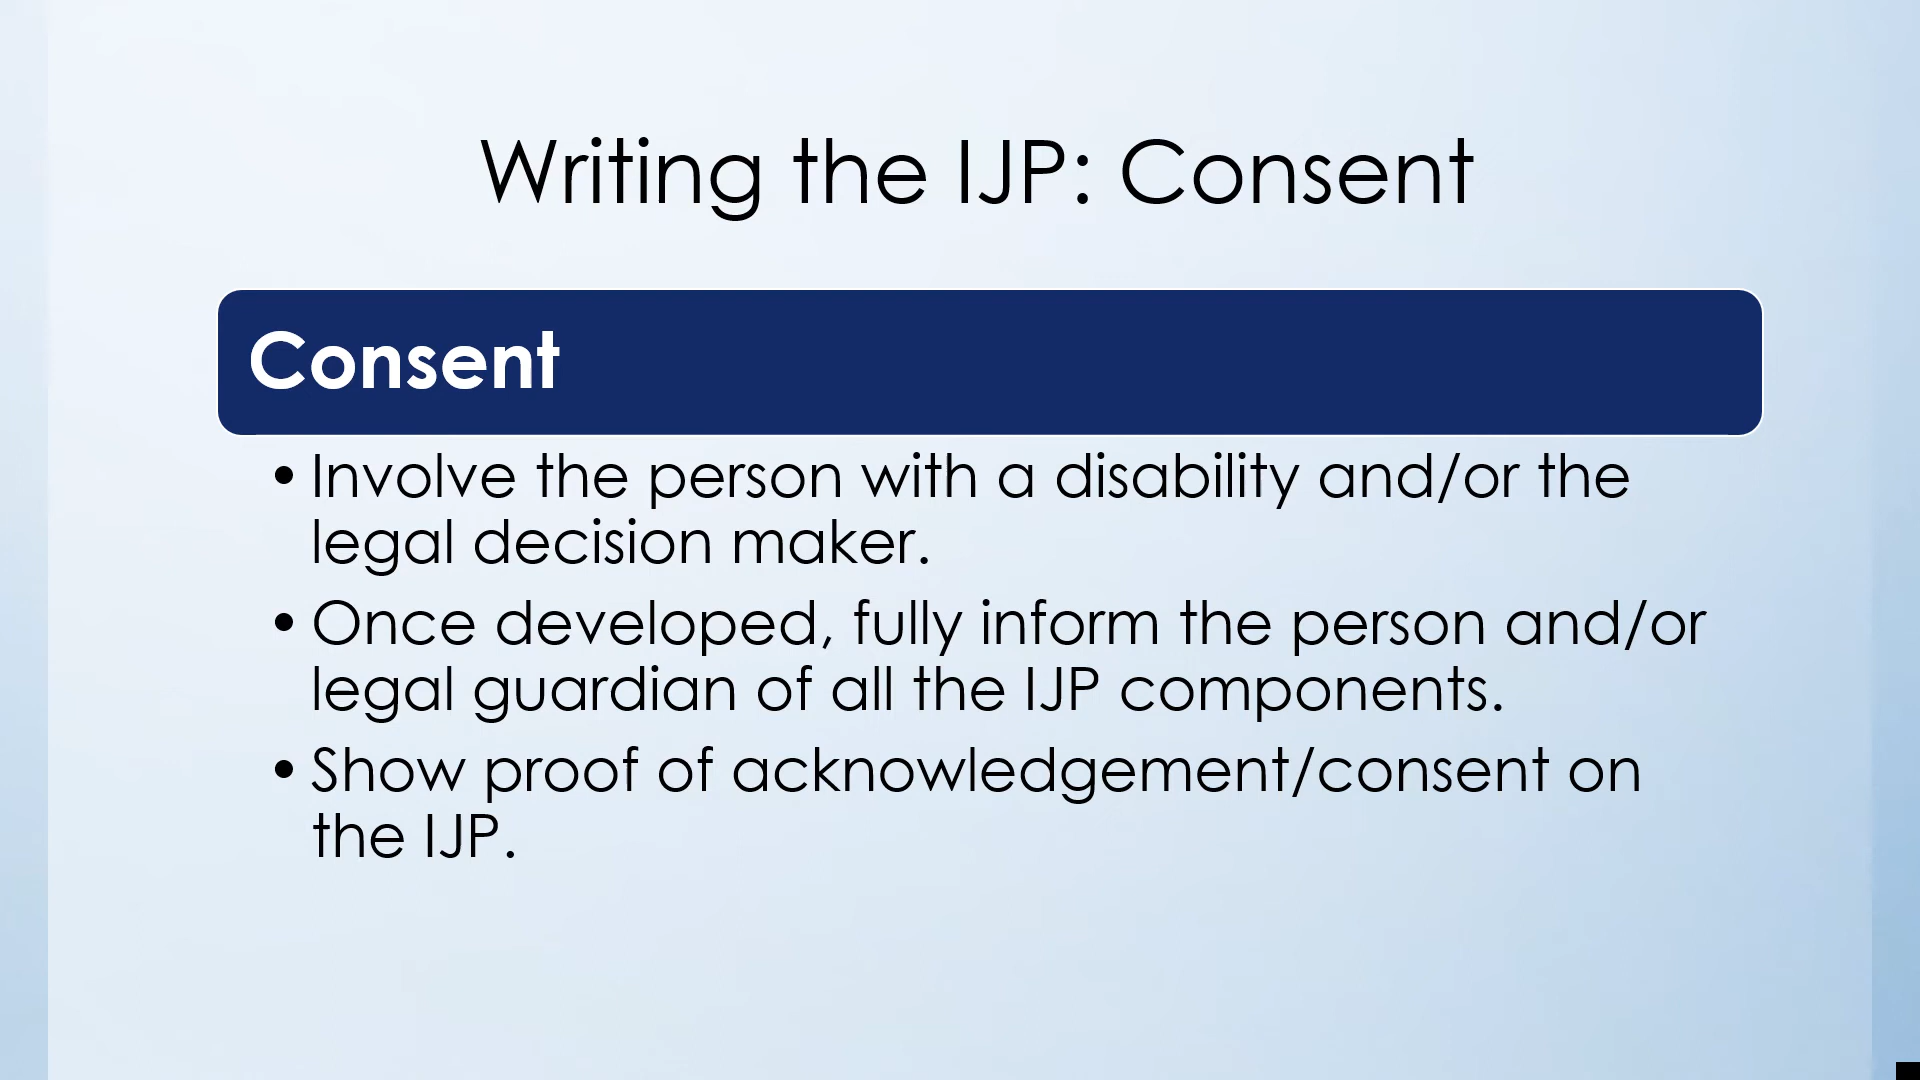 Writing the IJP: Consent
Consent
• Involve the person with a disability and/or the
legal decision maker.
• Once developed, fully inform the person and/or
legal guardian of all the IJP components.
• Show proof of acknowledgement/consent on
the IJP.